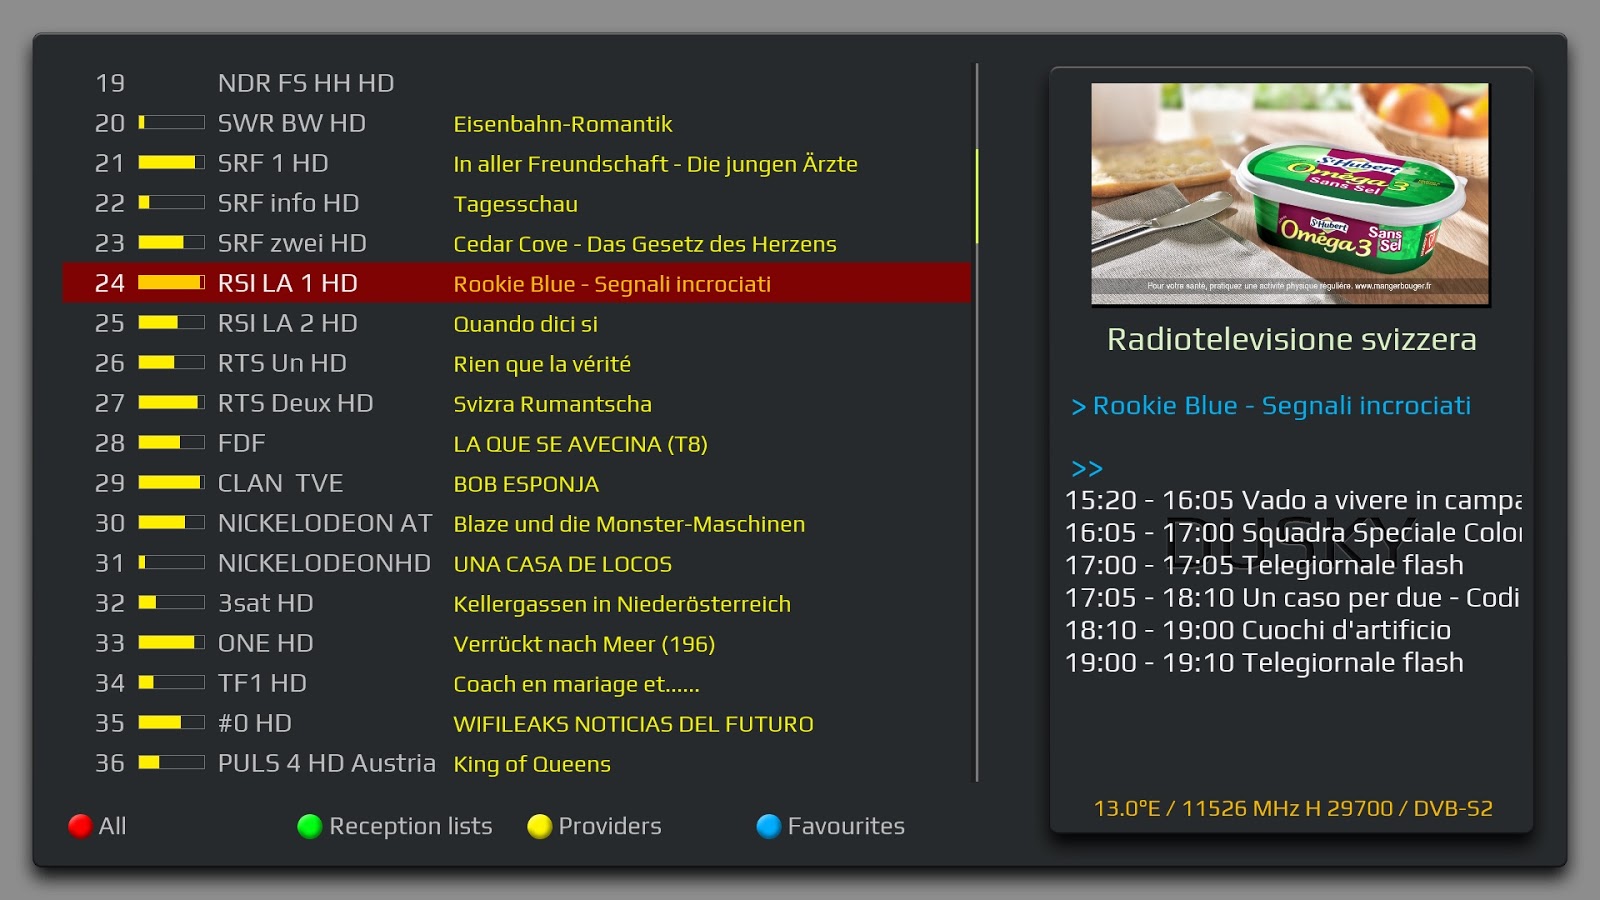 19 NDR FS HH HD
20 SWR BW HD Eisenbahn-Romantik
21 SRF 1 HD In aller Freundschaft - Die jungen Ärzte
22 SRF info HD Tagesschau
23 SRF zwei HD Cedar Cove - Das Gesetz des Herzens
24 RSI LA 1 HD Rookie Blue - Segnali incrociati
25 RSI LA 2 HD Quando dici si
26 RTS Un HD Rien que la vérité
27 RTS Deux HD Svizra Rumantscha
28 FDF LA QUE SE AVECINA (T8)
29 CLAN TVE BOB ESPONJA
30 NICKELODEON AT Blaze und die Monster-Maschinen
31 NICKELODEONHD UNA CASA DE LOCOS
32 3sat HD Kellergassen in Niederösterreich
33 ONE HD Verrückt nach Meer (196)
34 TF1 HD Coach en mariage et......
35 #0 HD WIFILEAKS NOTICIAS DEL FUTURO
36 PULS 4 HD Austria King of Queens
All Reception lists Providers Favourites
St Hubert
Oméga 3
Sans Sel
St Hubert
Oméga 3
Sans
Sel
Pour votre santé, pratiquez une activité physique régulière. www.mangerbouger.fr
Radiotelevisione svizzera
> Rookie Blue - Segnali incrociati
>>
15:20 - 16:05 Vado a vivere in campa
16:05 - 17:00 Squadra Speciale Color
DUSKY
17:00 - 17:05 Telegiornale flash
17:05 - 18:10 Un caso per due - Codi
18:10 - 19:00 Cuochi d'artificio
19:00 - 19:10 Telegiornale flash
13.0°E / 11526 MHz H 29700 / DVB-S2